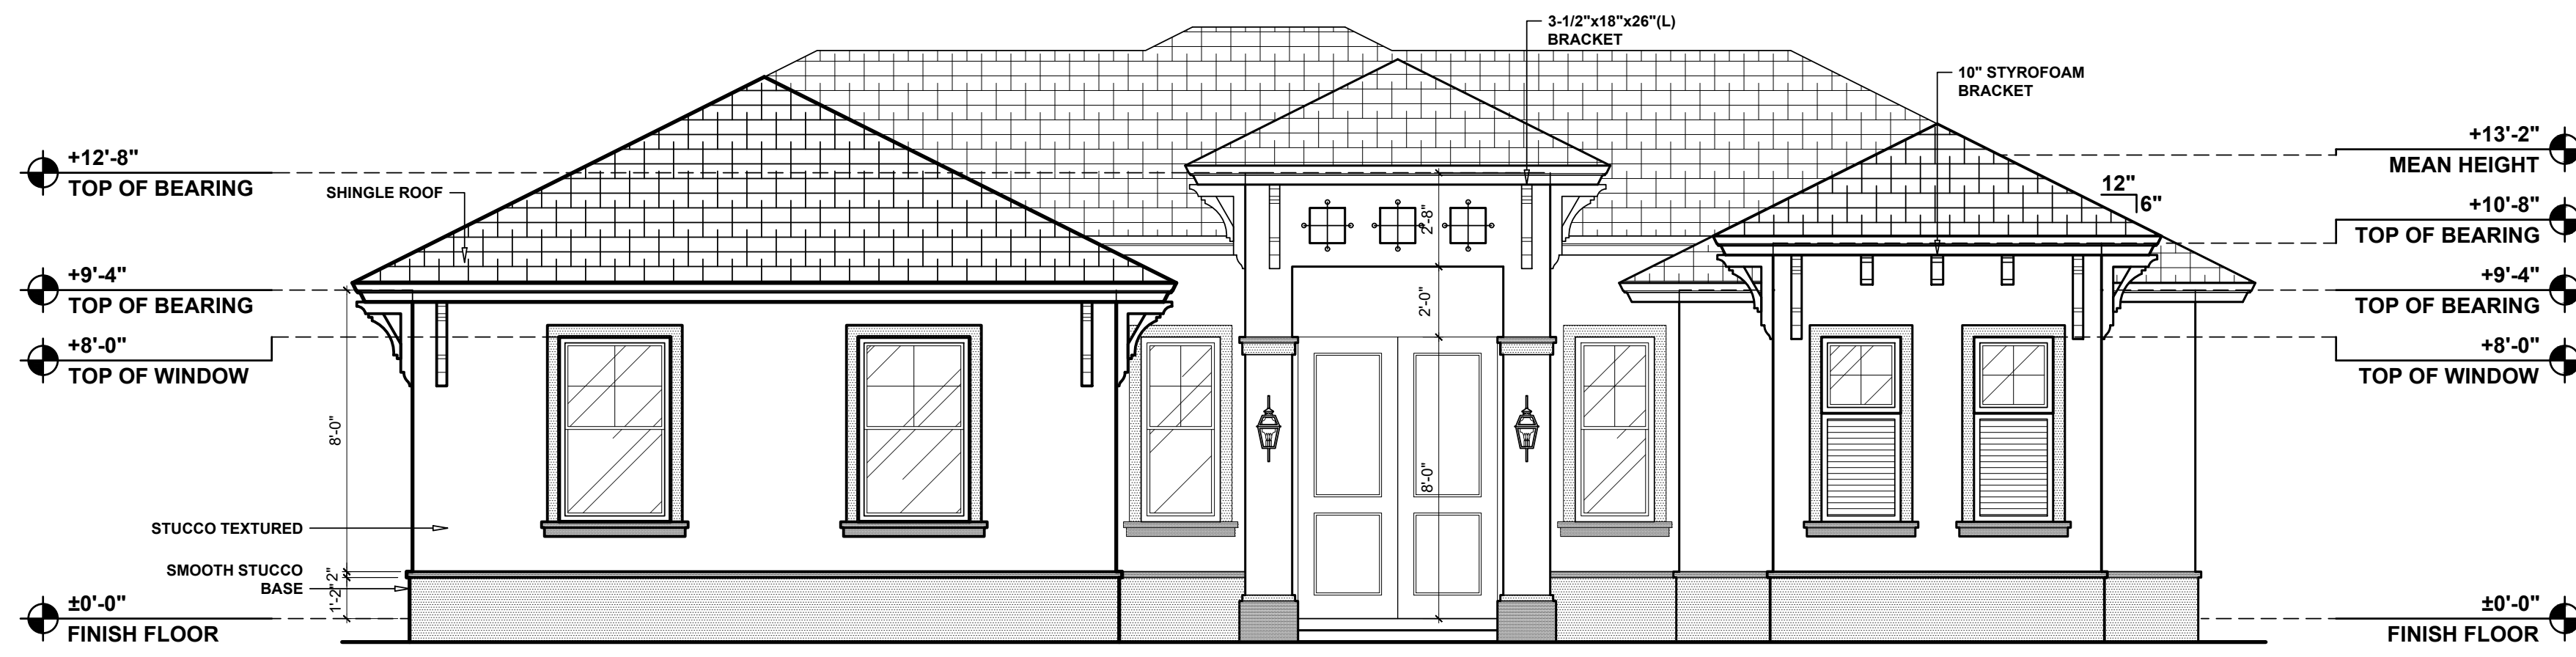 3-1/2"x18"x26"(L)
BRACKET
10" STYROFOAM
BRACKET
+12'-8"
TOP OF BEARING
SHINGLE ROOF
+9'-4"
TOP OF BEARING
+8'-0"
TOP OF WINDOW
8'-0"
STUCCO TEXTURED
SMOOTH STUCCO
BASE
2"
1'-2"
±0'-0"
FINISH FLOOR
2'-8"
2'-0"
8'-0"
12"
6"
+13'-2"
MEAN HEIGHT
+10'-8"
TOP OF BEARING
+9'-4"
TOP OF BEARING
+8'-0"
TOP OF WINDOW
±0'-0"
FINISH FLOOR